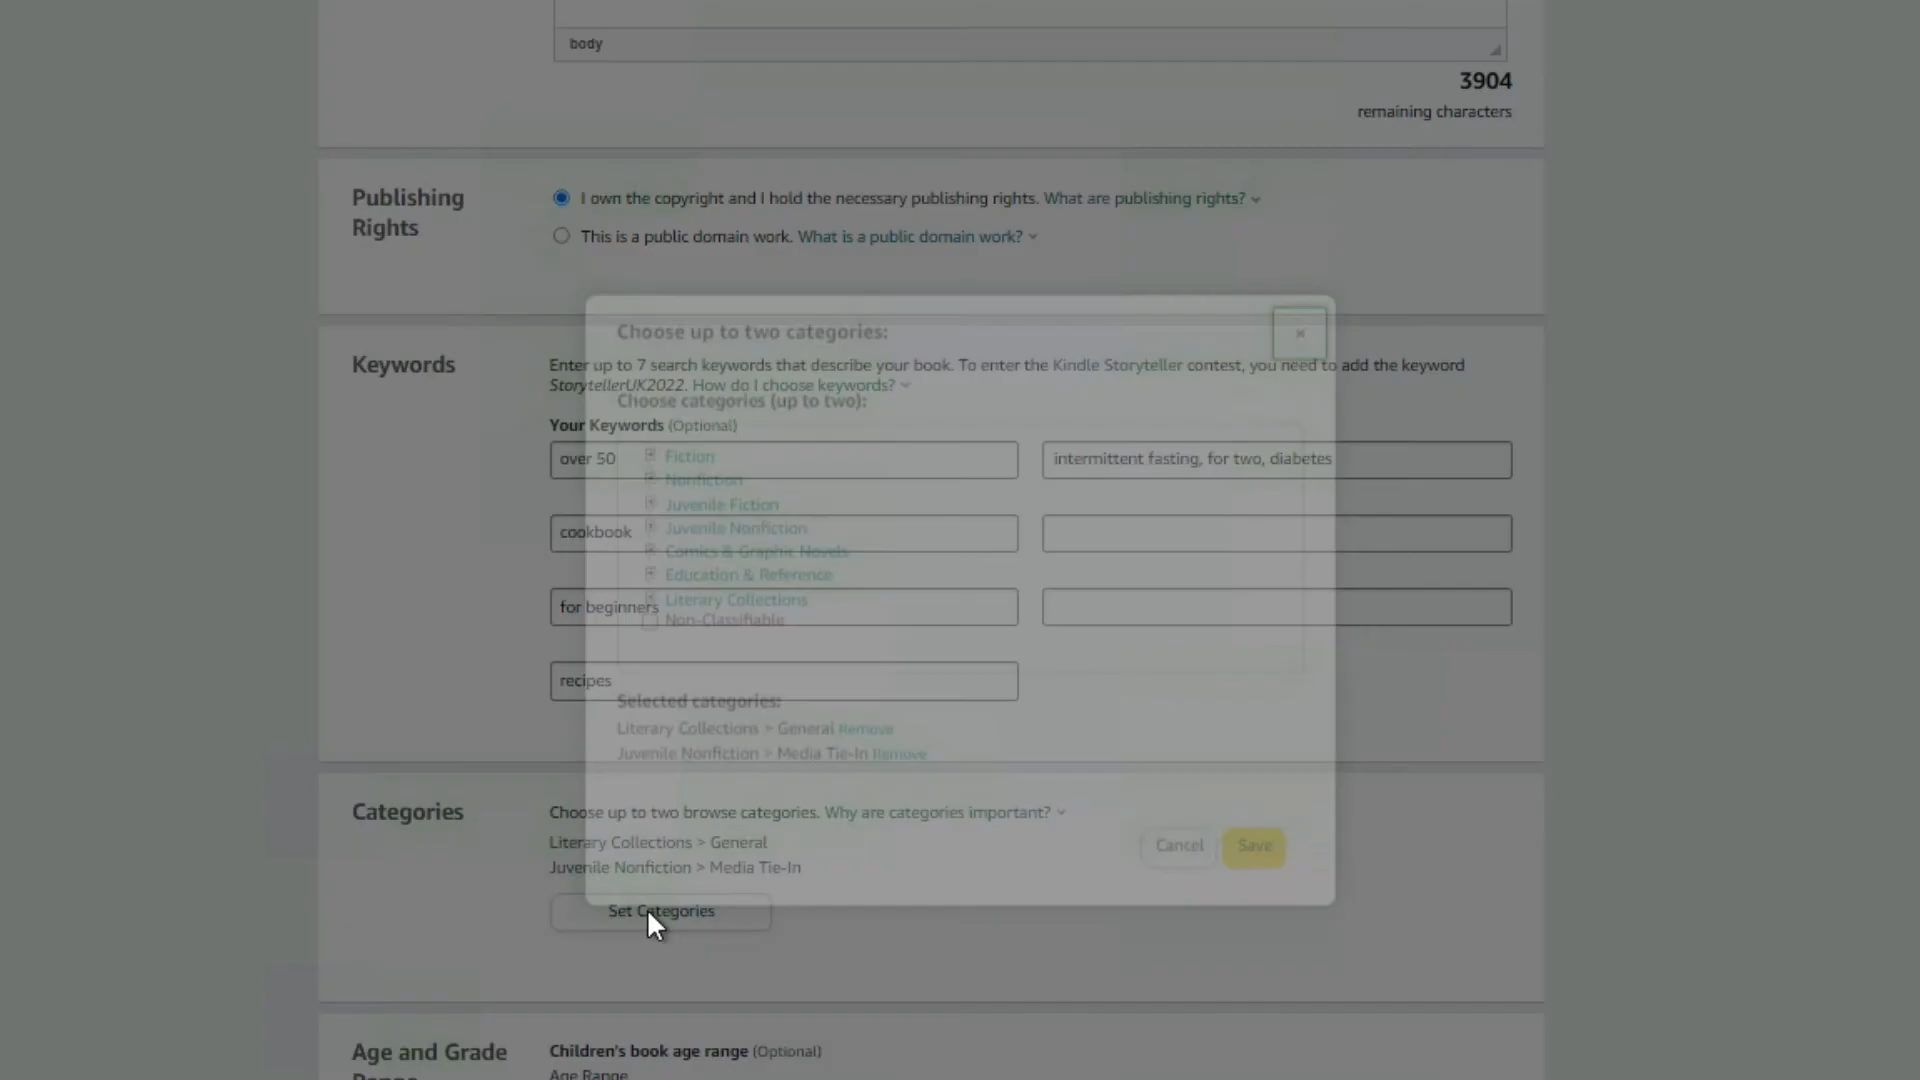 body
3904
remaining characters
Publishing
Rights
I own the copyright and I hold the necessary publishing rights. What are publishing rights?
This is a public domain work. What is a public domain work?
Choose up to two categories:
Keywords
Enter up to 7 search keywords that describe your book. To enter the Kindle Storyteller contest, you need to add the keyword
StorytellerUK2022. How do I choose keywords?
Choose categories (up to two):
Your Keywords (Optional)
over 50
intermittent fasting, for two, diabetes
Fiction
Nonfiction
Juvenile Fiction
cookbook
Juvenile Nonfiction
Comics & Graphic Novels
Education & Reference
for beginners
Literary Collections
Non-Classifiable
recipes
Selected categories:
Literary Collections > General Remove
Juvenile Nonfiction > Media Tie-In Remove
Categories
Choose up to two browse categories. Why are categories important?
Literary Collections > General
Juvenile Nonfiction > Media Tie-In
Cancel
Save
Set Categories
Age and Grade
Range
Children's book age range (Optional)
Age Range